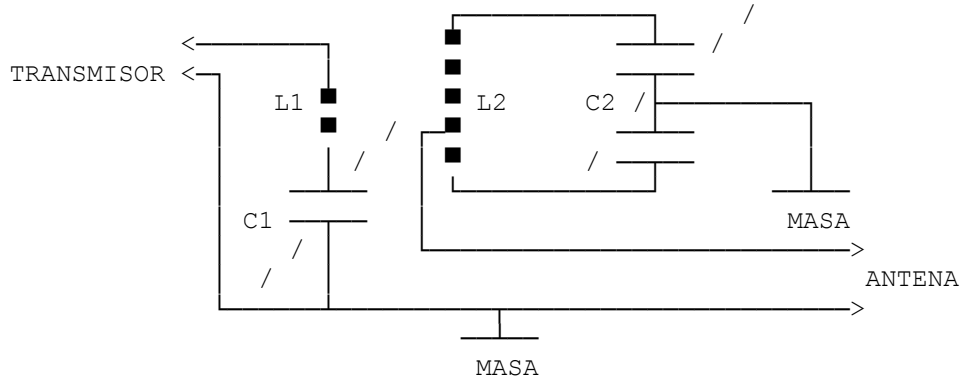 TRANSMISOR
L1
L2
C2
C1
MASA
ANTENA
MASA